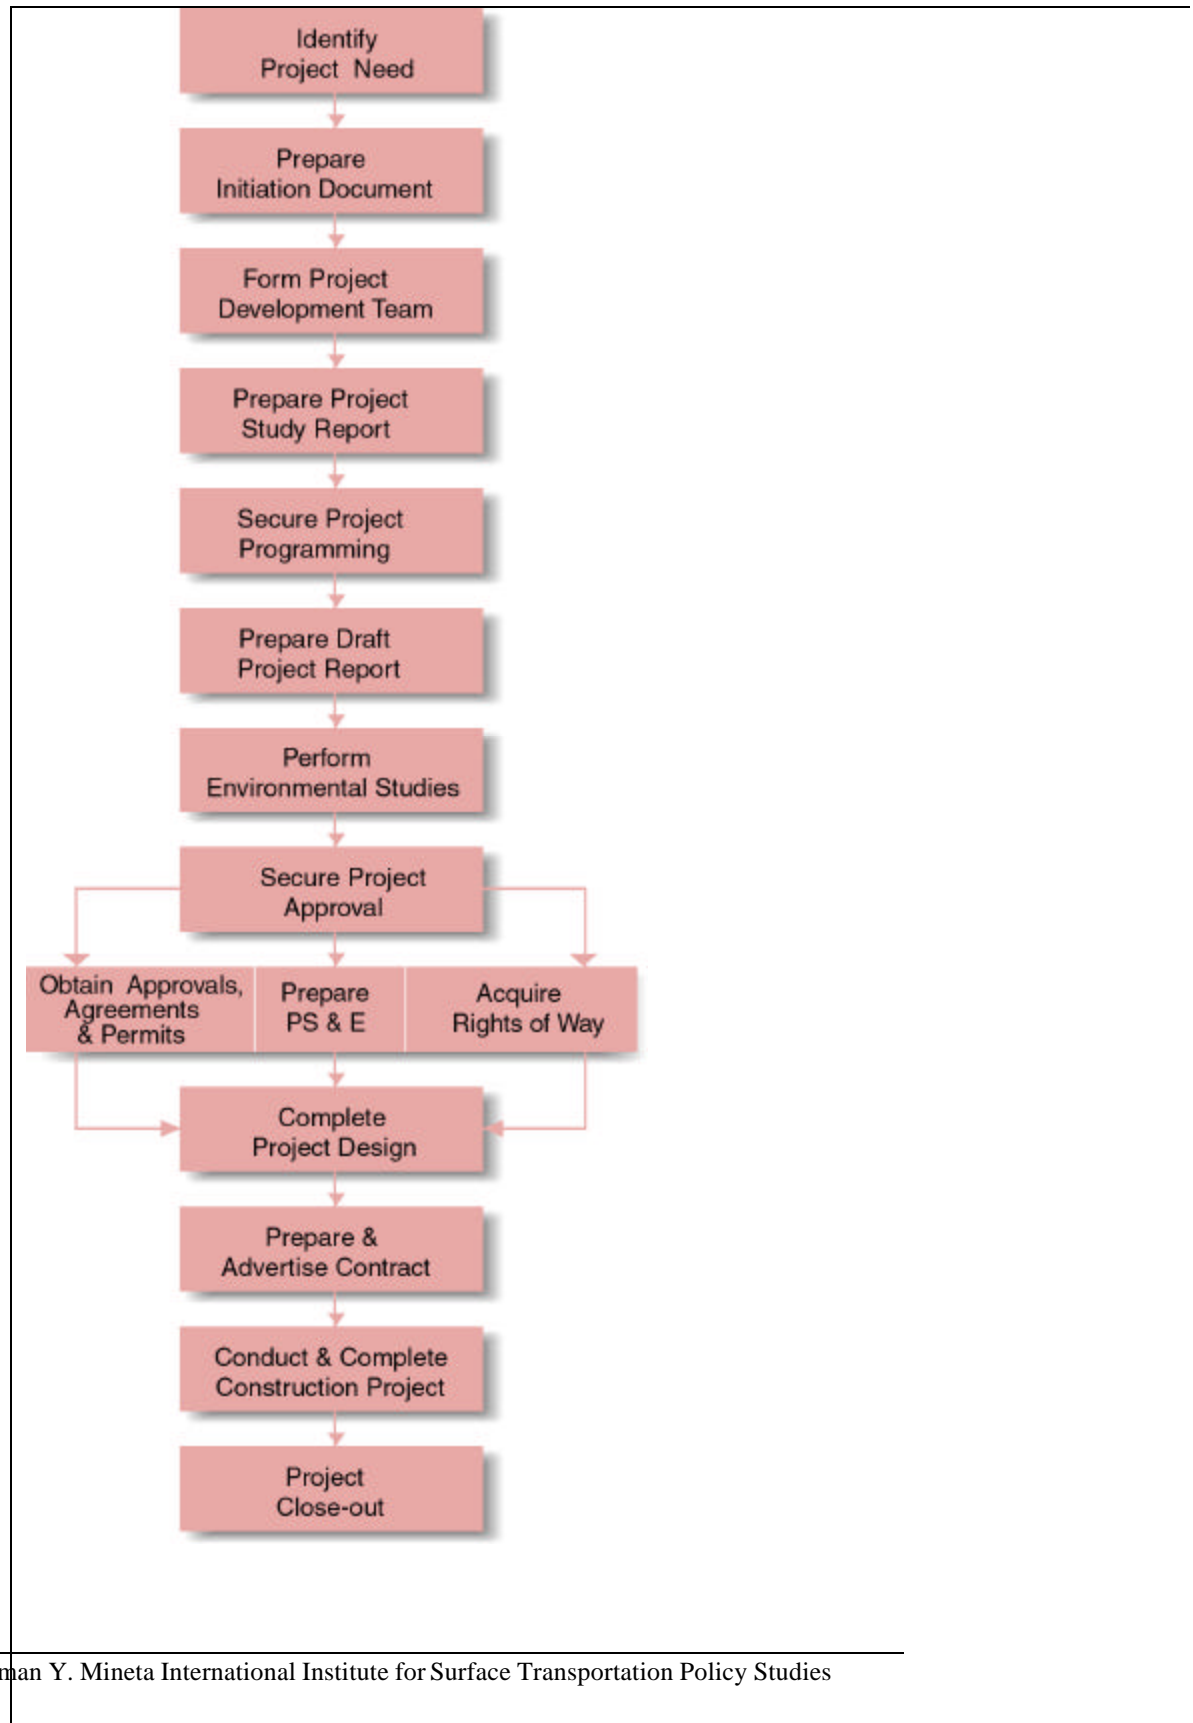 Identify
Project Need
Prepare
Initiation Document
Form Project
Development Team
Prepare Project
Study Report
Secure Project
Programming
Prepare Draft
Project Report
Perform
Environmental Studies
Secure Project
Approval
Obtain Approvals,
Agreements
& Permits
Prepare
PS & E
Acquire
Rights of Way
Complete
Project Design
Prepare &
Advertise Contract
Conduct & Complete
Construction Project
Project
Close-out
man Y. Mineta International Institute for Surface Transportation Policy Studies